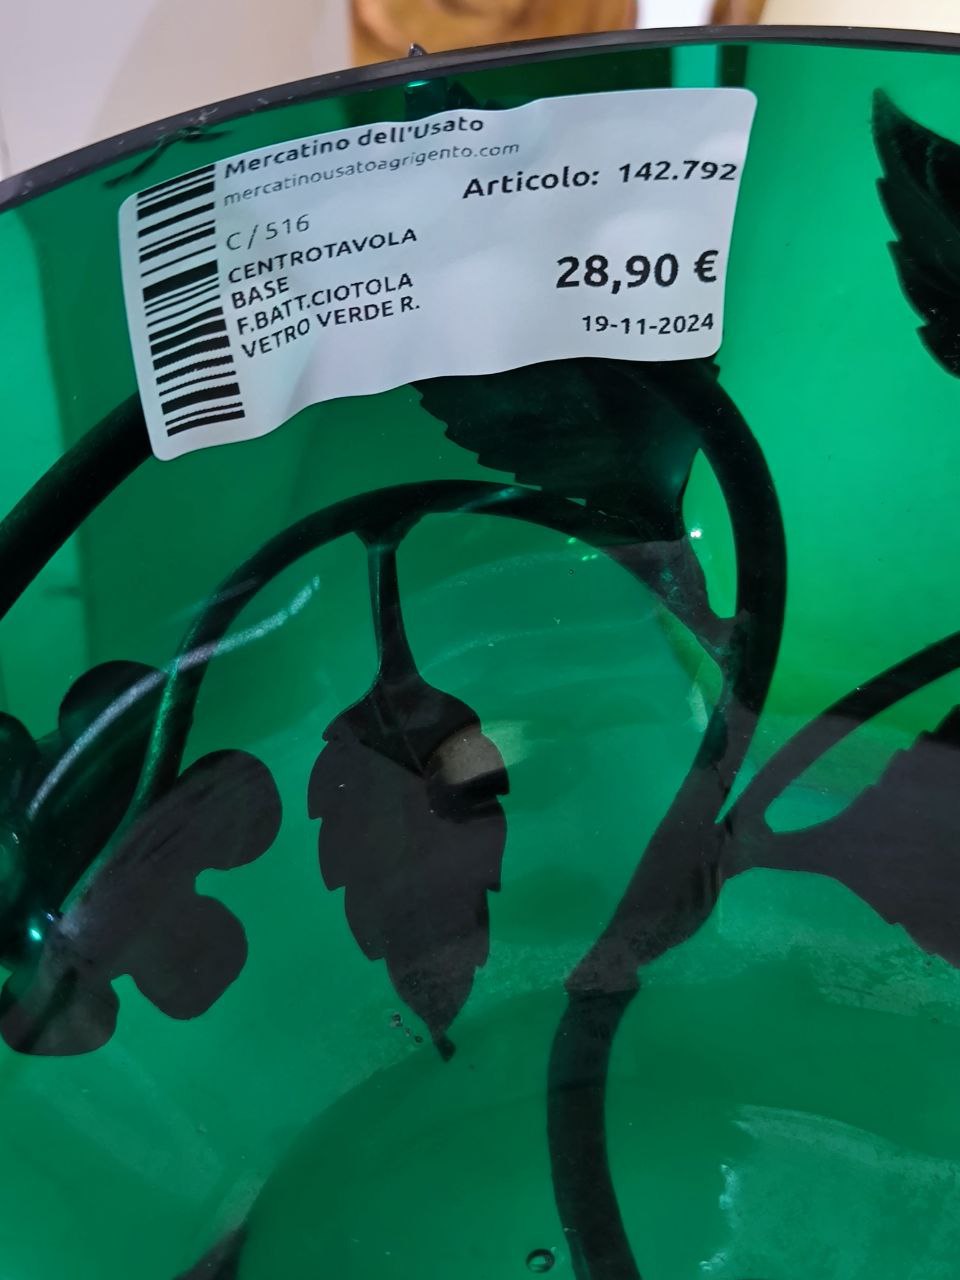 Mercatino dell'Usato
mercatinousatoagrigento.com
Articolo: 142.792
C / 516
CENTROTAVOLA
BASE
F.BATT.CIOTOLA
VETRO VERDE R.
28,90 €
19-11-2024